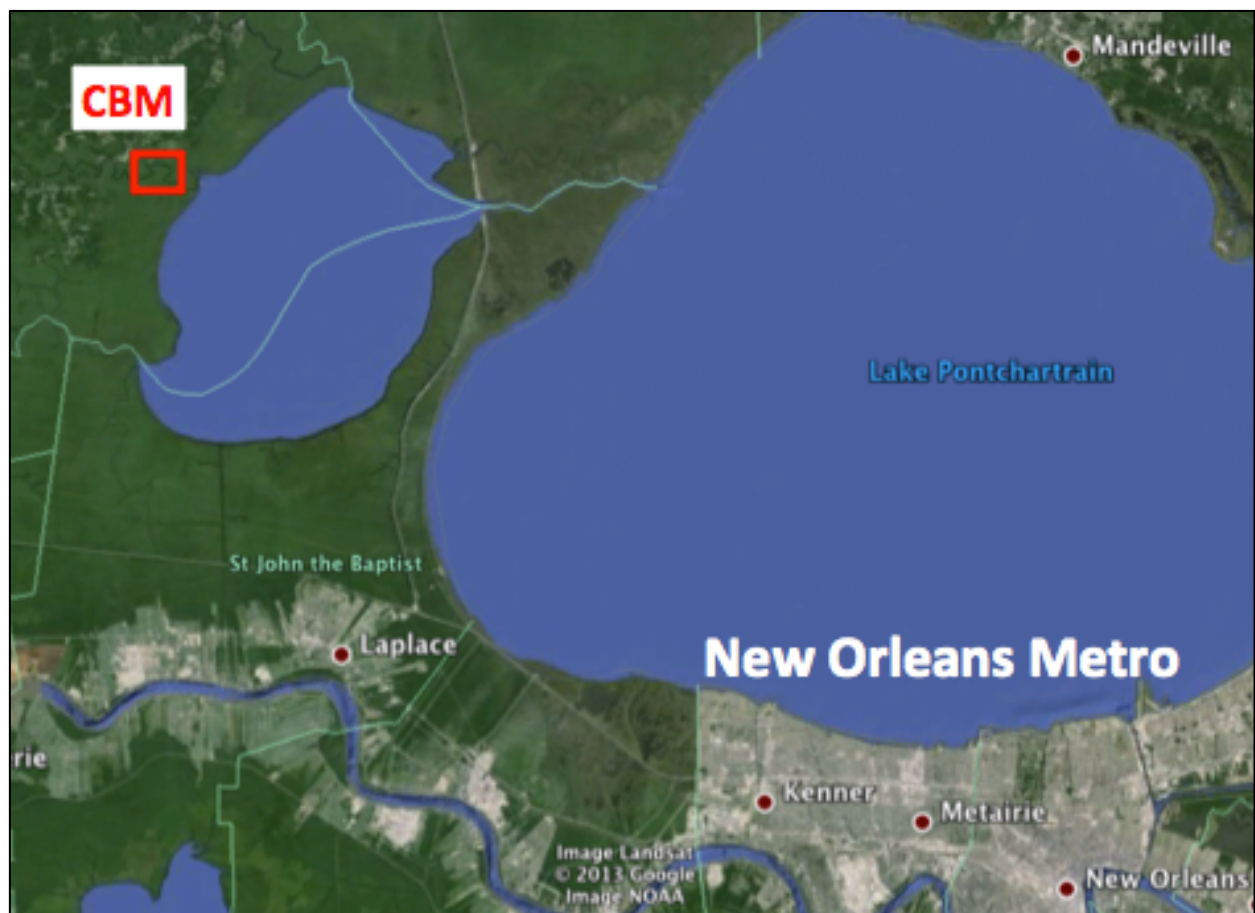 Mandeville
CBM
Lake Pontchartrain
St John the Baptist
Laplace
New Orleans Metro
rie
Kenner
Metairie
Image Landsat
© 2013 Google
Image NOAA
New Orleans